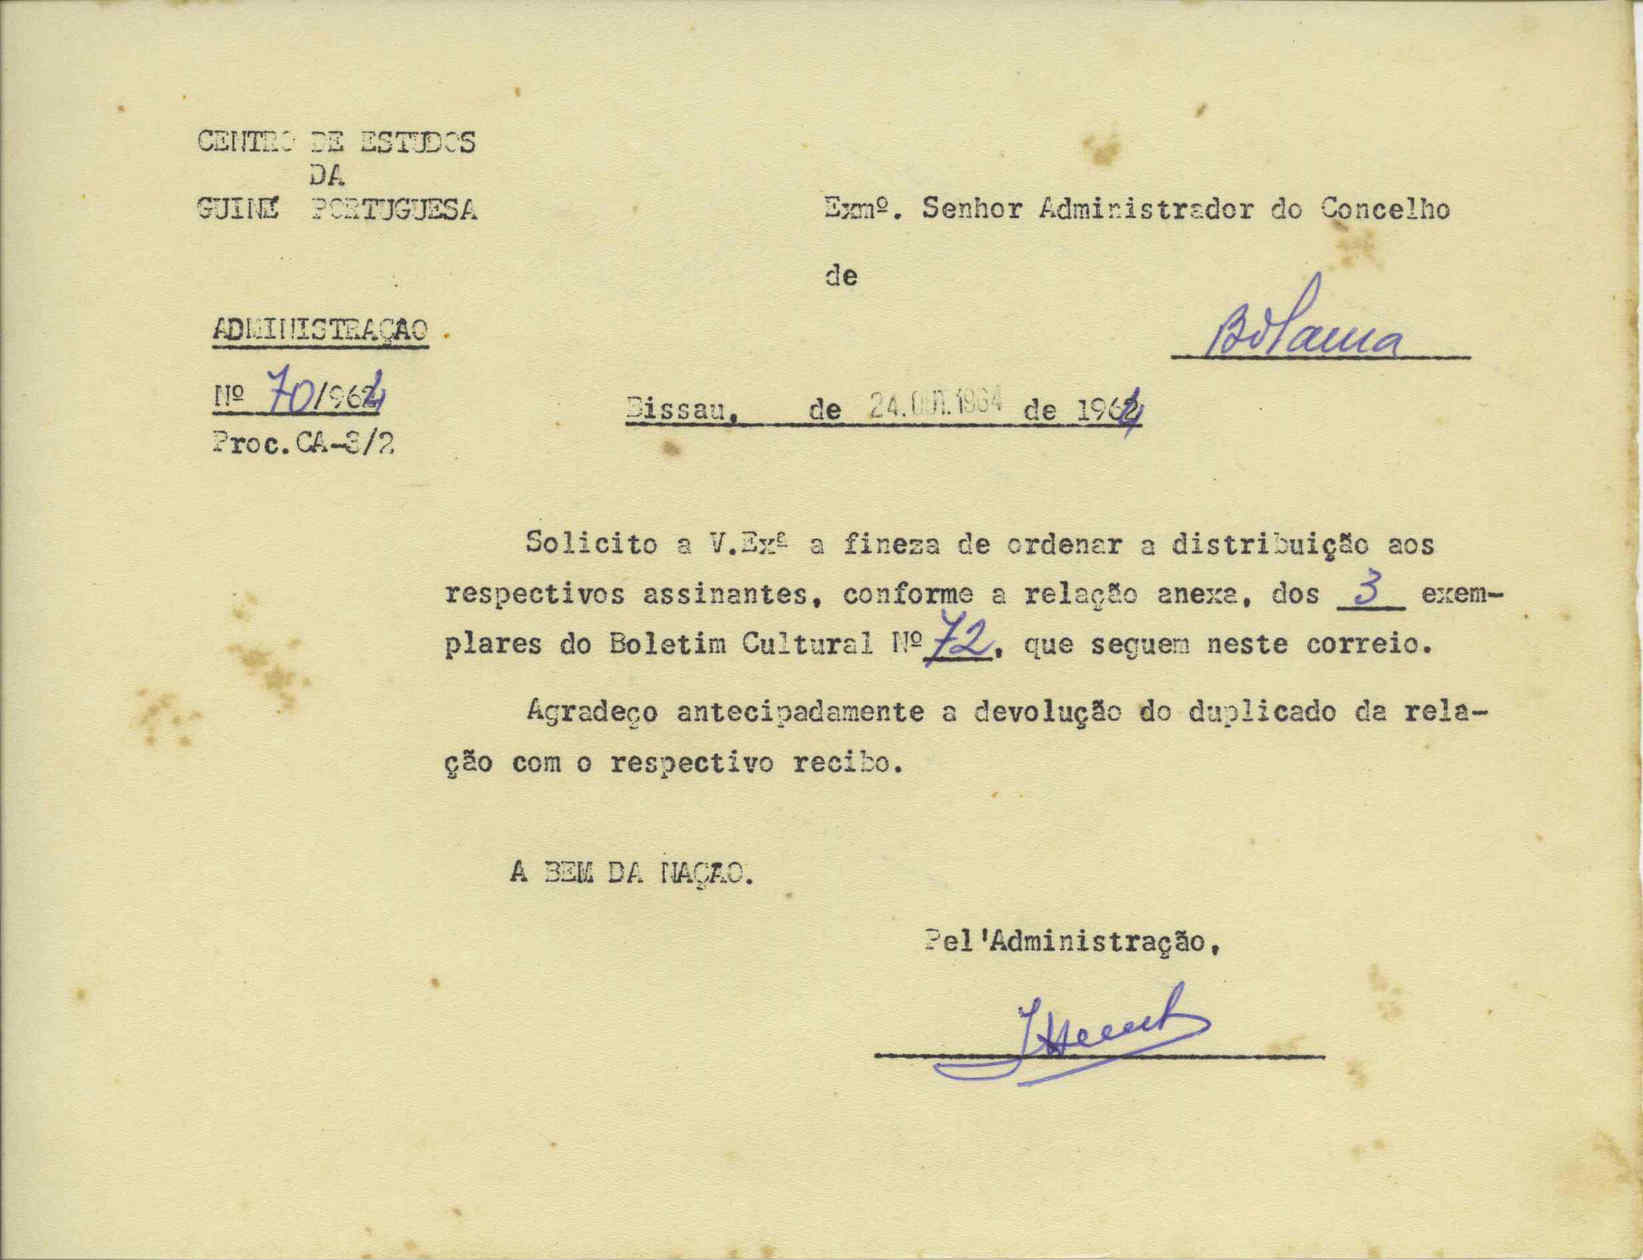 CENTRO DE ESTUDOS
DA
GUINÉ PORTUGUESA
Exmº. Senhor Administrador do Concelho
de
Bolama
ADMINISTRAÇAO
Nº 70/964
Proc.CA-3/2
Bissau, de 24.OUT.1964 de 1964
Solicito a V.Exª a fineza de ordenar a distribuição aos
respectivos assinantes, conforme a relação anexa, dos 3 exem-
plares do Boletim Cultural Nº 72, que seguem neste correio.
Agradeço antecipadamente a devolução do duplicado da rela-
ção com o respectivo recibo.
A BEM DA NAÇAO.
Pel'Administração,